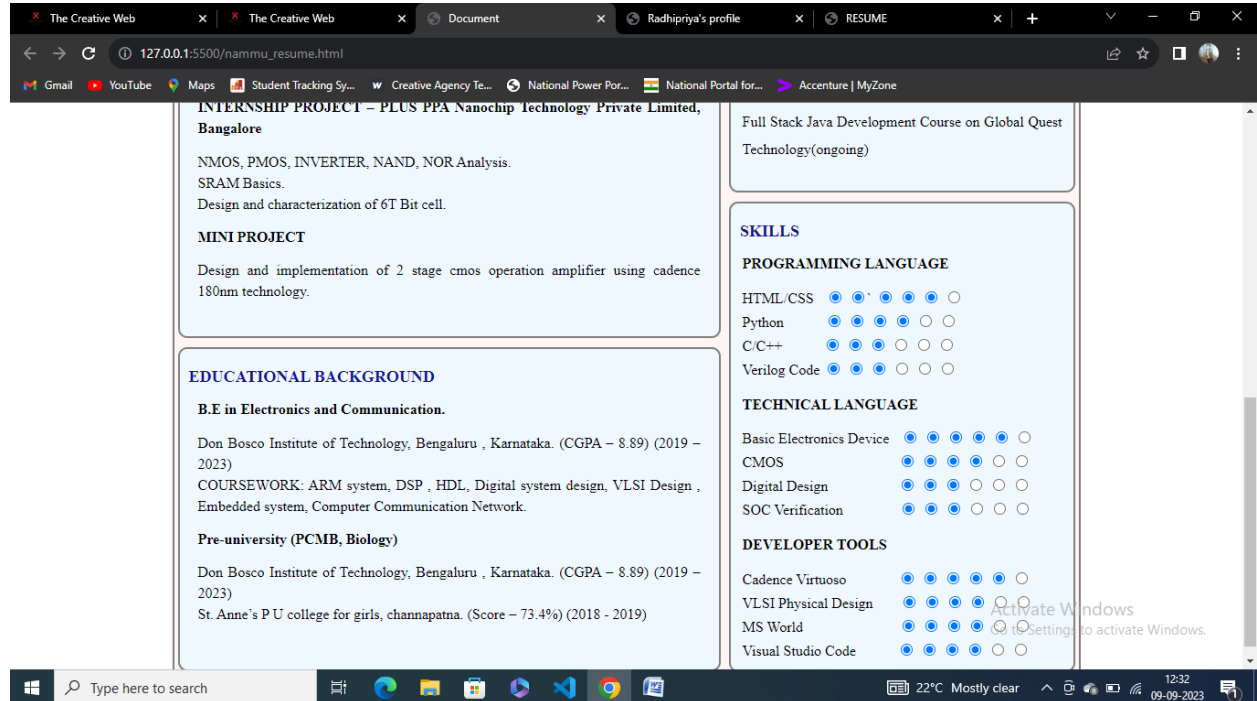 The Creative Web
The Creative Web
Document
Radhipriya's profile
RESUME
127.0.0.1:5500/nammu_resume.html
Gmail
YouTube
Maps
Student Tracking Sy...
Creative Agency Te...
National Power Por...
National Portal for...
Accenture | MyZone
INTERNSHIP PROJECT – PLUS PPA Nanochip Technology Private Limited,
Bangalore
NMOS, PMOS, INVERTER, NAND, NOR Analysis.
SRAM Basics.
Design and characterization of 6T Bit cell.
MINI PROJECT
Design and implementation of 2 stage cmos operation amplifier using cadence
180nm technology.
EDUCATIONAL BACKGROUND
B.E in Electronics and Communication.
Don Bosco Institute of Technology, Bengaluru , Karnataka. (CGPA – 8.89) (2019 –
2023)
COURSEWORK: ARM system, DSP , HDL, Digital system design, VLSI Design ,
Embedded system, Computer Communication Network.
Pre-university (PCMB, Biology)
Don Bosco Institute of Technology, Bengaluru , Karnataka. (CGPA – 8.89) (2019 –
2023)
St. Anne's P U college for girls, channapatna. (Score – 73.4%) (2018 - 2019)
Full Stack Java Development Course on Global Quest
Technology(ongoing)
SKILLS
PROGRAMMING LANGUAGE
HTML/CSS `
Python
C/C++
Verilog Code
TECHNICAL LANGUAGE
Basic Electronics Device
CMOS
Digital Design
SOC Verification
DEVELOPER TOOLS
Cadence Virtuoso
VLSI Physical Design
MS World
Visual Studio Code
Activate Windows
Go to Settings to activate Windows.
Type here to search
22°C Mostly clear
12:32
09-09-2023
1